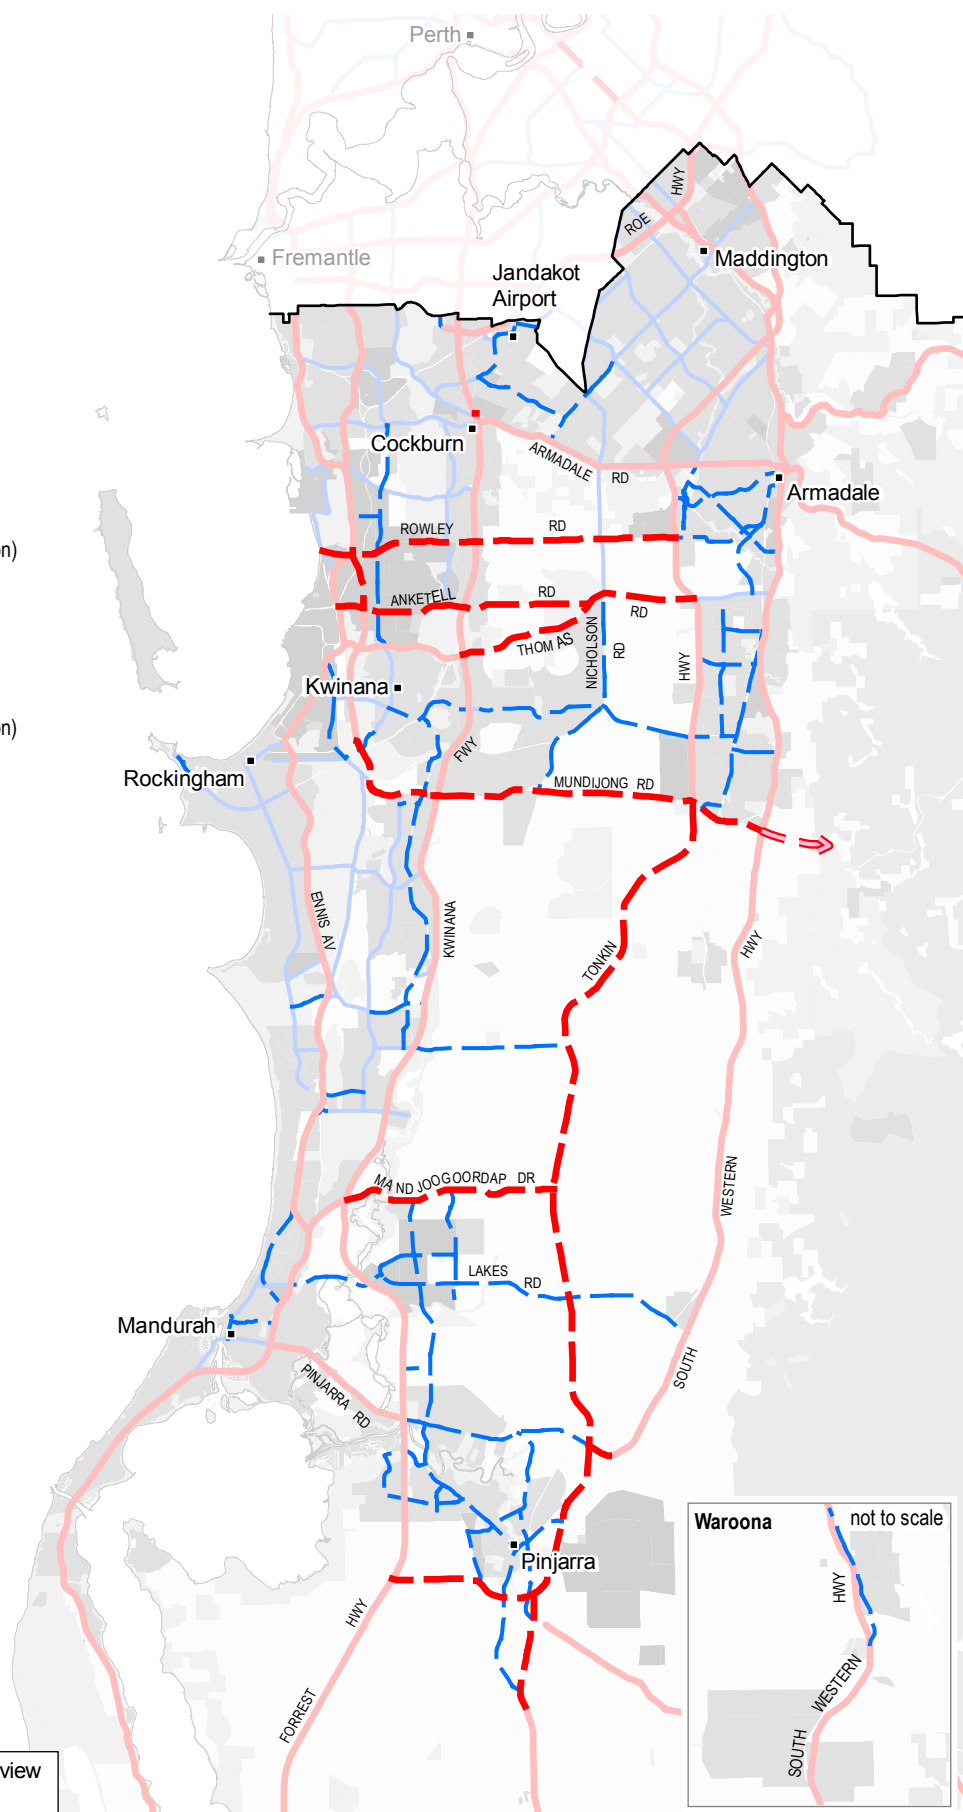 Perth
HWY
ROE
Maddington
Fremantle
Jandakot
Airport
Cockburn
ARMADALE
RD
Armadale
ROWLEY
RD
on)
ANKETELL
RD
RD
THOMAS
NICHOLSON
RD
HWY
Kwinana
on)
FWY
Rockingham
MUNDIJONG RD
ENNIS AV
KWINANA
TONKIN
HWY
MANDJOOGOORDAP DR
WESTERN
LAKES
RD
Mandurah
PINJARRA RD
SOUTH
Waroona
not to scale
Pinjarra
HWY
HWY
WESTERN
FORREST
SOUTH
view